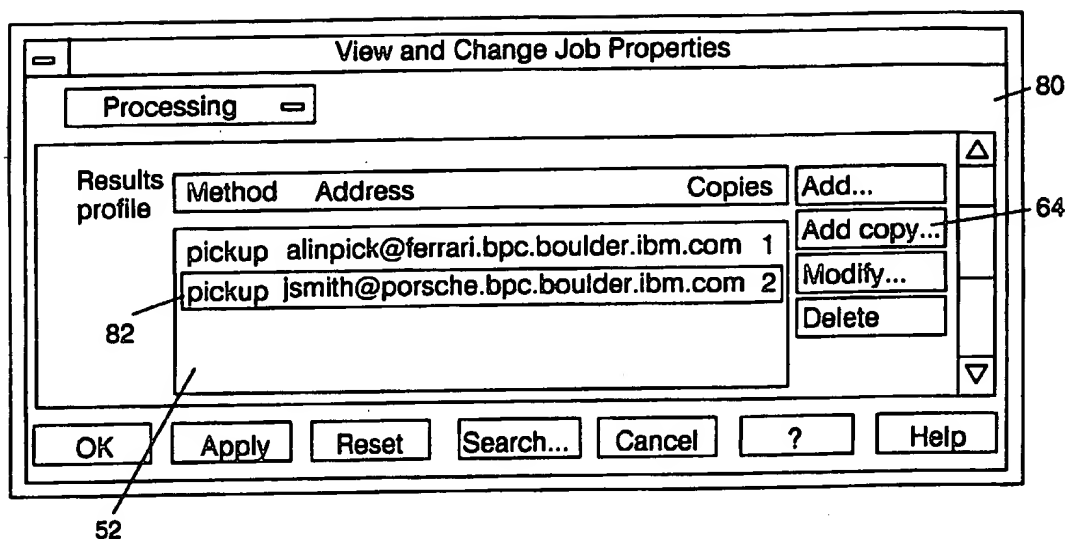 View and Change Job Properties
Processing
80
Results profile
Method Address Copies
Add...
64
Add copy...
pickup alinpick@ferrari.bpc.boulder.ibm.com 1
pickup jsmith@porsche.bpc.boulder.ibm.com 2
Modify...
Delete
82
OK Apply Reset Search... Cancel ? Help
52